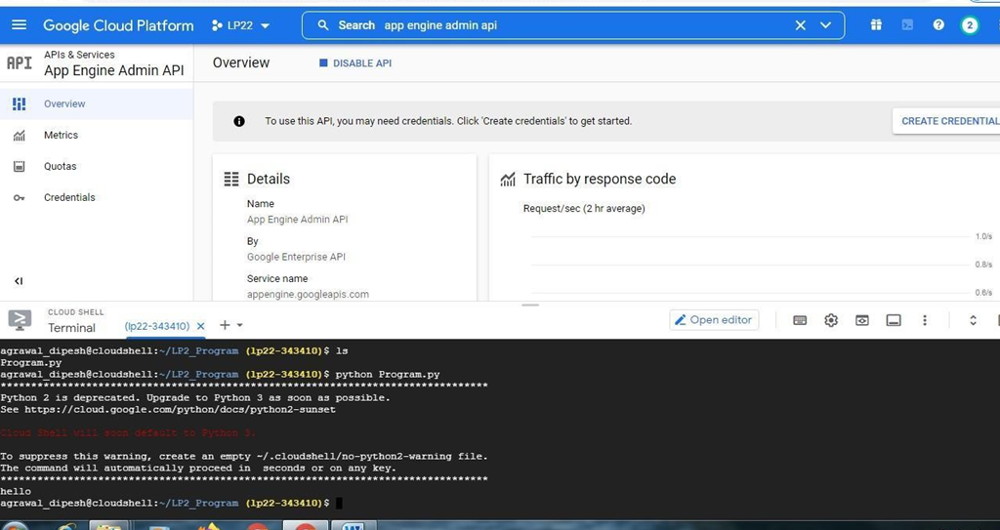 Google Cloud Platform
LP22
Search app engine admin api
2
API
APIs & Services
App Engine Admin API
Overview
DISABLE API
Overview
Metrics
Quotas
Credentials
To use this API, you may need credentials. Click 'Create credentials' to get started.
CREATE CREDENTIAL
Details
Name
App Engine Admin API
By
Google Enterprise API
Service name
appengine.googleapis.com
Traffic by response code
Request/sec (2 hr average)
1.0/s
0.8/s
0.6/s
CLOUD SHELL
Terminal
(lp22-343410)
Open editor
agrawal_dipesh@cloudshell:~/LP2_Program (lp22-343410)$ ls
Program.py
agrawal_dipesh@cloudshell:~/LP2_Program (lp22-343410)$ python Program.py
********************************************************************************
Python 2 is deprecated. Upgrade to Python 3 as soon as possible.
See https://cloud.google.com/python/docs/python2-sunset
Cloud Shell will soon default to Python 3.
To suppress this warning, create an empty ~/.cloudshell/no-python2-warning file.
The command will automatically proceed in  seconds or on any key.
********************************************************************************
hello
agrawal_dipesh@cloudshell:~/LP2_Program (lp22-343410)$